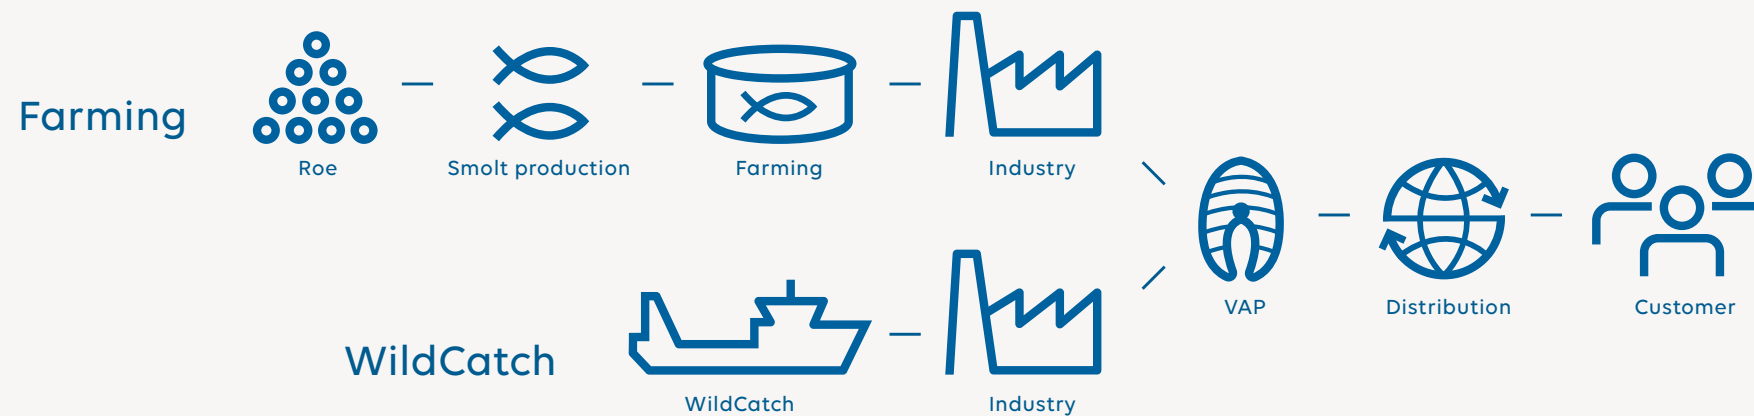 Farming
Roe
Smolt production
Farming
Industry
VAP
Distribution
Customer
WildCatch
WildCatch
Industry